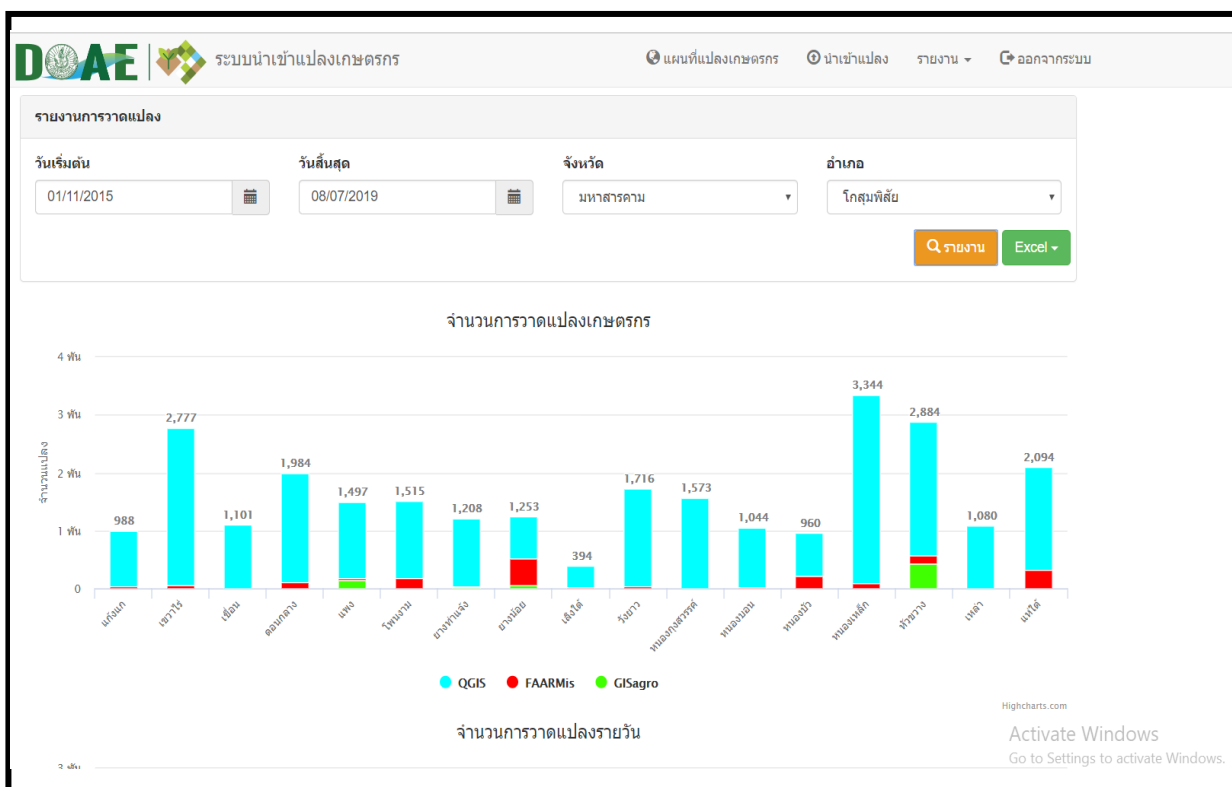 DOAE ระบบนำเข้าแปลงเกษตรกร แผนที่แปลงเกษตรกร นำเข้าแปลง รายงาน ออกจากระบบ
รายงานการวาดแปลง
วันเริ่มต้น วันสิ้นสุด จังหวัด อำเภอ
01/11/2015 08/07/2019 มหาสารคาม โกสุมพิสัย
รายงาน Excel
จำนวนการวาดแปลงเกษตรกร
จำนวนแปลง
4 พัน
3 พัน
2 พัน
1 พัน
0
988 2,777 1,101 1,984 1,497 1,515 1,208 1,253 394 1,716 1,573 1,044 960 3,344 2,884 1,080 2,094
แก้งแก เขวาไร่ เขื่อน ดอนกลาง แพง โพนงาม ยางท่าแจ้ง ยางน้อย เลิงใต้ วังยาว หนองกุงสวรรค์ หนองบอน หนองบัว หนองเหล็ก หัวขวาง เหล่า แห่ใต้
QGIS FAARMis GISagro
Highcharts.com
จำนวนการวาดแปลงรายวัน
Activate Windows
Go to Settings to activate Windows.
3 พัน